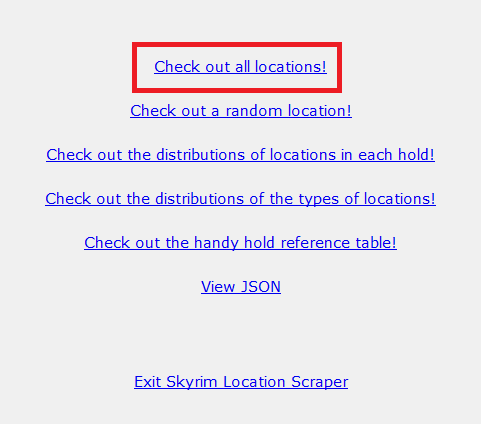 Check out all locations!
Check out a random location!
Check out the distributions of locations in each hold!
Check out the distributions of the types of locations!
Check out the handy hold reference table!
View JSON
Exit Skyrim Location Scraper